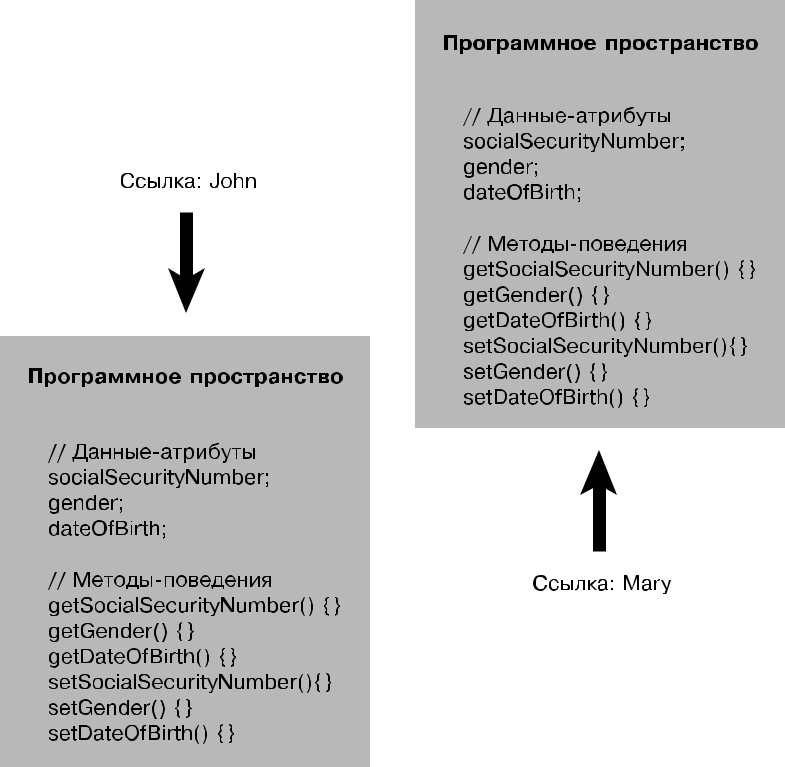 Ссылка: John
Программное пространство
// Данные-атрибуты
socialSecurityNumber;
gender;
dateOfBirth;
// Методы-поведения
getSocialSecurityNumber() {}
getGender() {}
getDateOfBirth() {}
setSocialSecurityNumber(){}
setGender() {}
setDateOfBirth() {}
Программное пространство
// Данные-атрибуты
socialSecurityNumber;
gender;
dateOfBirth;
// Методы-поведения
getSocialSecurityNumber() {}
getGender() {}
getDateOfBirth() {}
setSocialSecurityNumber(){}
setGender() {}
setDateOfBirth() {}
Ссылка: Mary